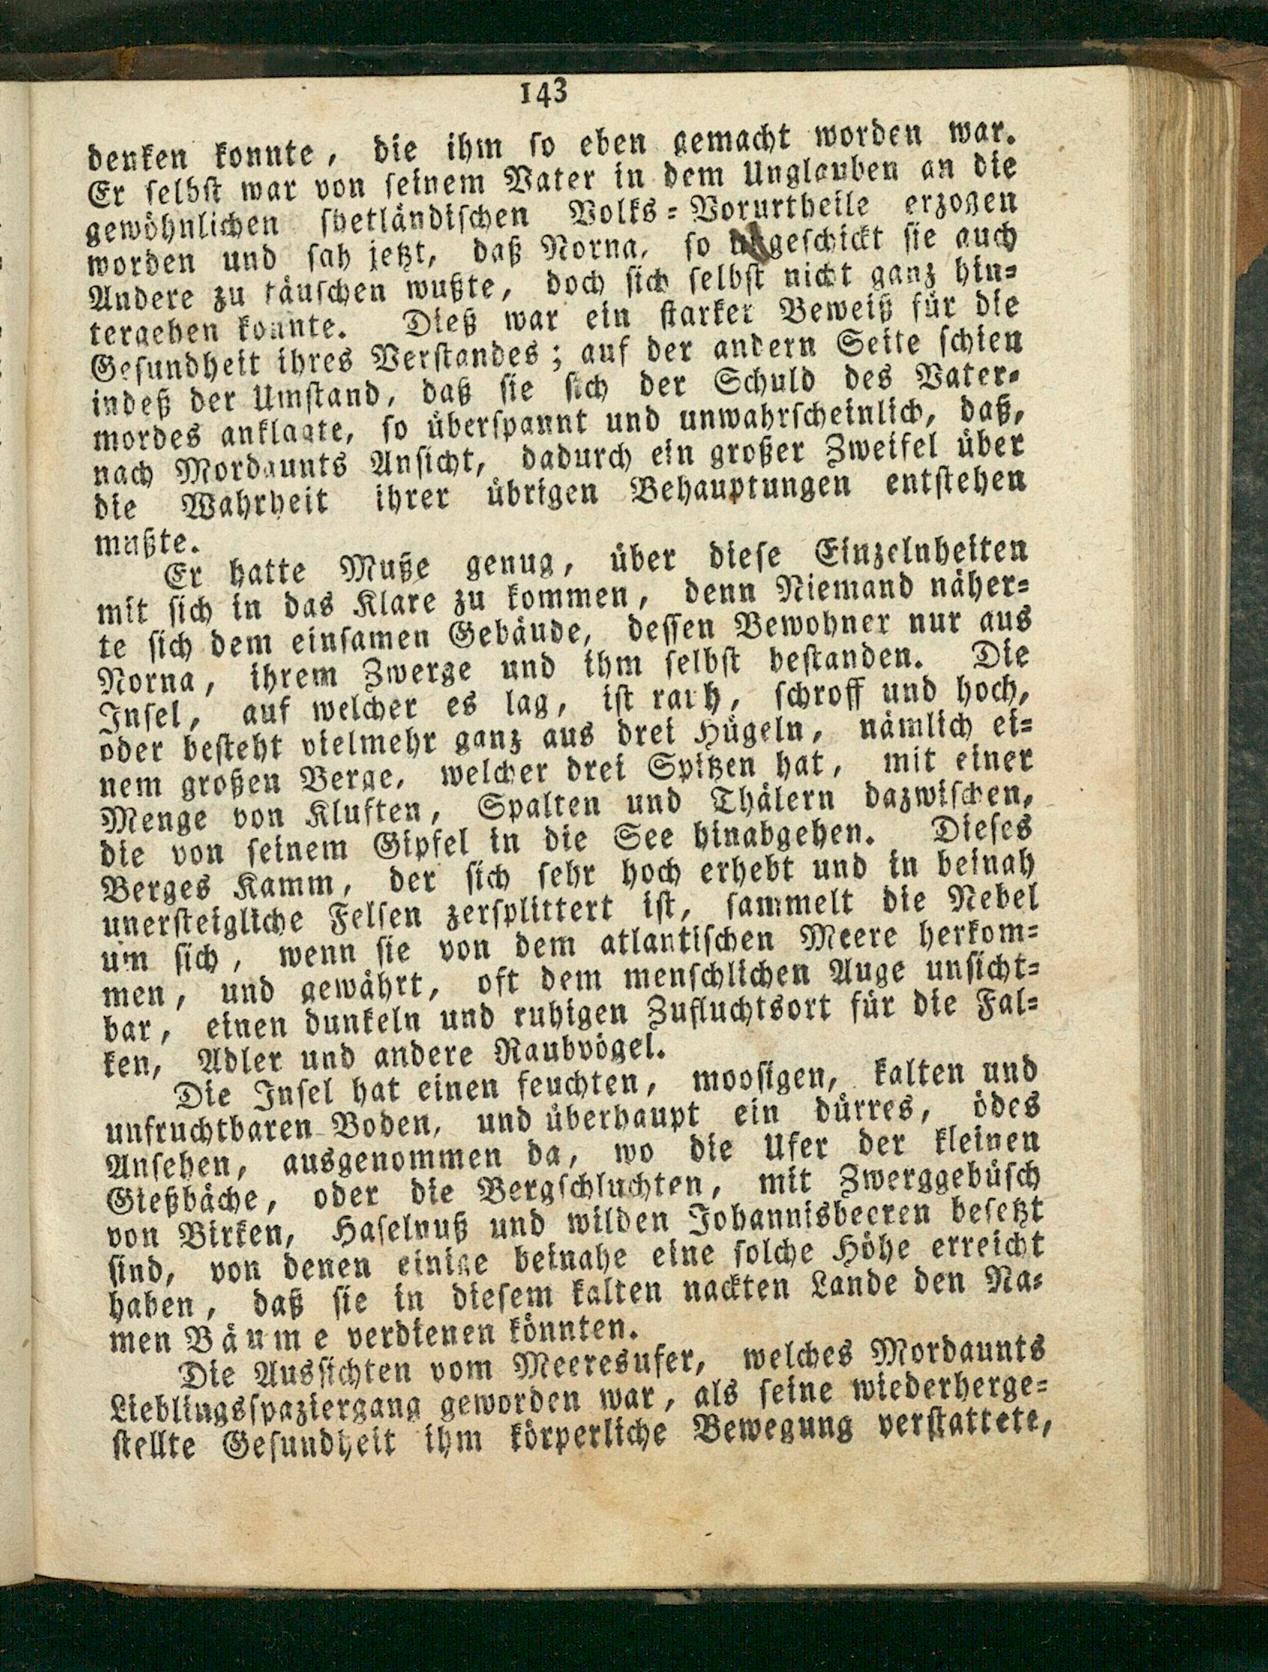 143
denken konnte, die ihm so eben gemacht worden war.
Er selbst war von seinem Vater in dem Unglauben an die
gewöhnlichen shetländischen Volks-Vorurtheile erzogen
worden und sah jetzt, daß Norna, so geschickt sie auch
Andere zu täuschen wußte, doch sich selbst nicht ganz hin-
tergehen konnte. Dieß war ein starker Beweiß für die
Gesundheit ihres Verstandes; auf der andern Seite schien
indeß der Umstand, daß sie sich der Schuld des Vater-
mordes anklagte, so überspannt und unwahrscheinlich, daß,
nach Mordaunts Ansicht, dadurch ein großer Zweifel über
die Wahrheit ihrer übrigen Behauptungen entstehen
mußte.
Er hatte Muße genug, über diese Einzelnheiten
mit sich in das Klare zu kommen, denn Niemand näher-
te sich dem einsamen Gebäude, dessen Bewohner nur aus
Norna, ihrem Zwerge und ihm selbst bestanden. Die
Insel, auf welcher es lag, ist rauh, schroff und hoch,
oder besteht vielmehr ganz aus drei Hügeln, nämlich ei-
nem großen Berge, welcher drei Spitzen hat, mit einer
Menge von Kluften, Spalten und Thälern dazwischen,
die von seinem Gipfel in die See hinabgehen. Dieses
Berges Kamm, der sich sehr hoch erhebt und in beinah
unersteigliche Felsen zersplittert ist, sammelt die Nebel
um sich, wenn sie von dem atlantischen Meere herkom-
men, und gewährt, oft dem menschlichen Auge unsicht-
bar, einen dunkeln und ruhigen Zufluchtsort für die Fal-
ken, Adler und andere Raubvögel.
Die Insel hat einen feuchten, moosigen, kalten und
unfruchtbaren Boden, und überhaupt ein dürres, ödes
Ansehen, ausgenommen da, wo die Ufer der kleinen
Gießbäche, oder die Bergschluchten, mit Zwerggebüsch
von Birken, Haselnuß und wilden Johannisbeeren besetzt
sind, von denen einige beinahe eine solche Höhe erreicht
haben, daß sie in diesem kalten nackten Lande den Na-
men Bäume verdienen könnten.
Die Aussichten vom Meeresufer, welches Mordaunts
Lieblingsspaziergang geworden war, als seine wiederherge-
stellte Gesundheit ihm körperliche Bewegung verstattete,